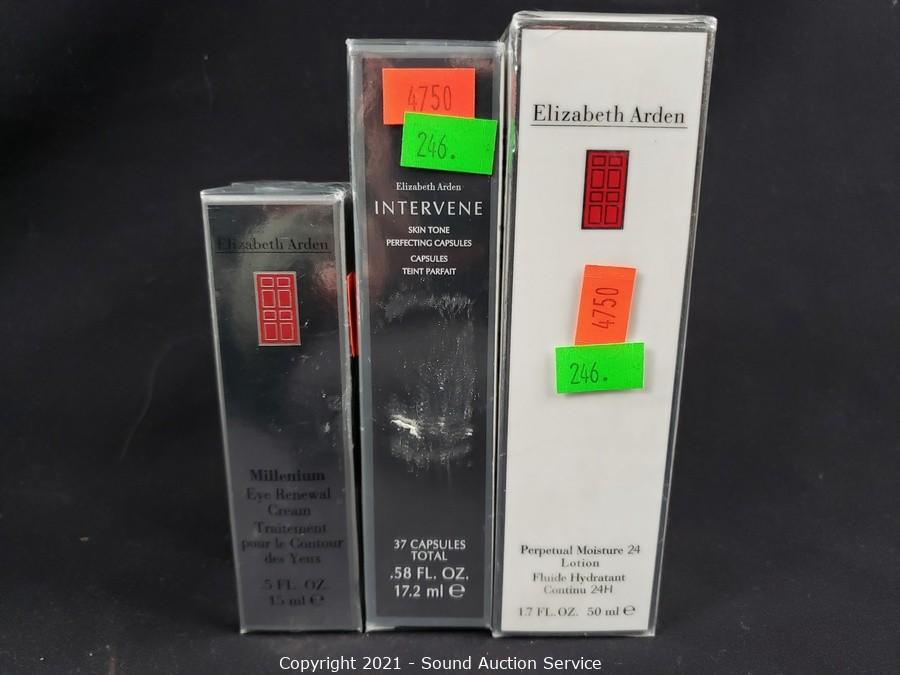 Elizabeth Arden
Millenium
Eye Renewal
Cream
Traitement
pour le Contour
des Yeux
.5 FL. OZ.
15 ml e
4750
246.
Elizabeth Arden
INTERVENE
SKIN TONE
PERFECTING CAPSULES
CAPSULES
TEINT PARFAIT
37 CAPSULES
TOTAL
.58 FL. OZ.
17.2 ml e
Elizabeth Arden
4750
246.
Perpetual Moisture 24
Lotion
Fluide Hydratant
Continu 24H
1.7 FL. OZ. 50 ml e
Copyright 2021 - Sound Auction Service